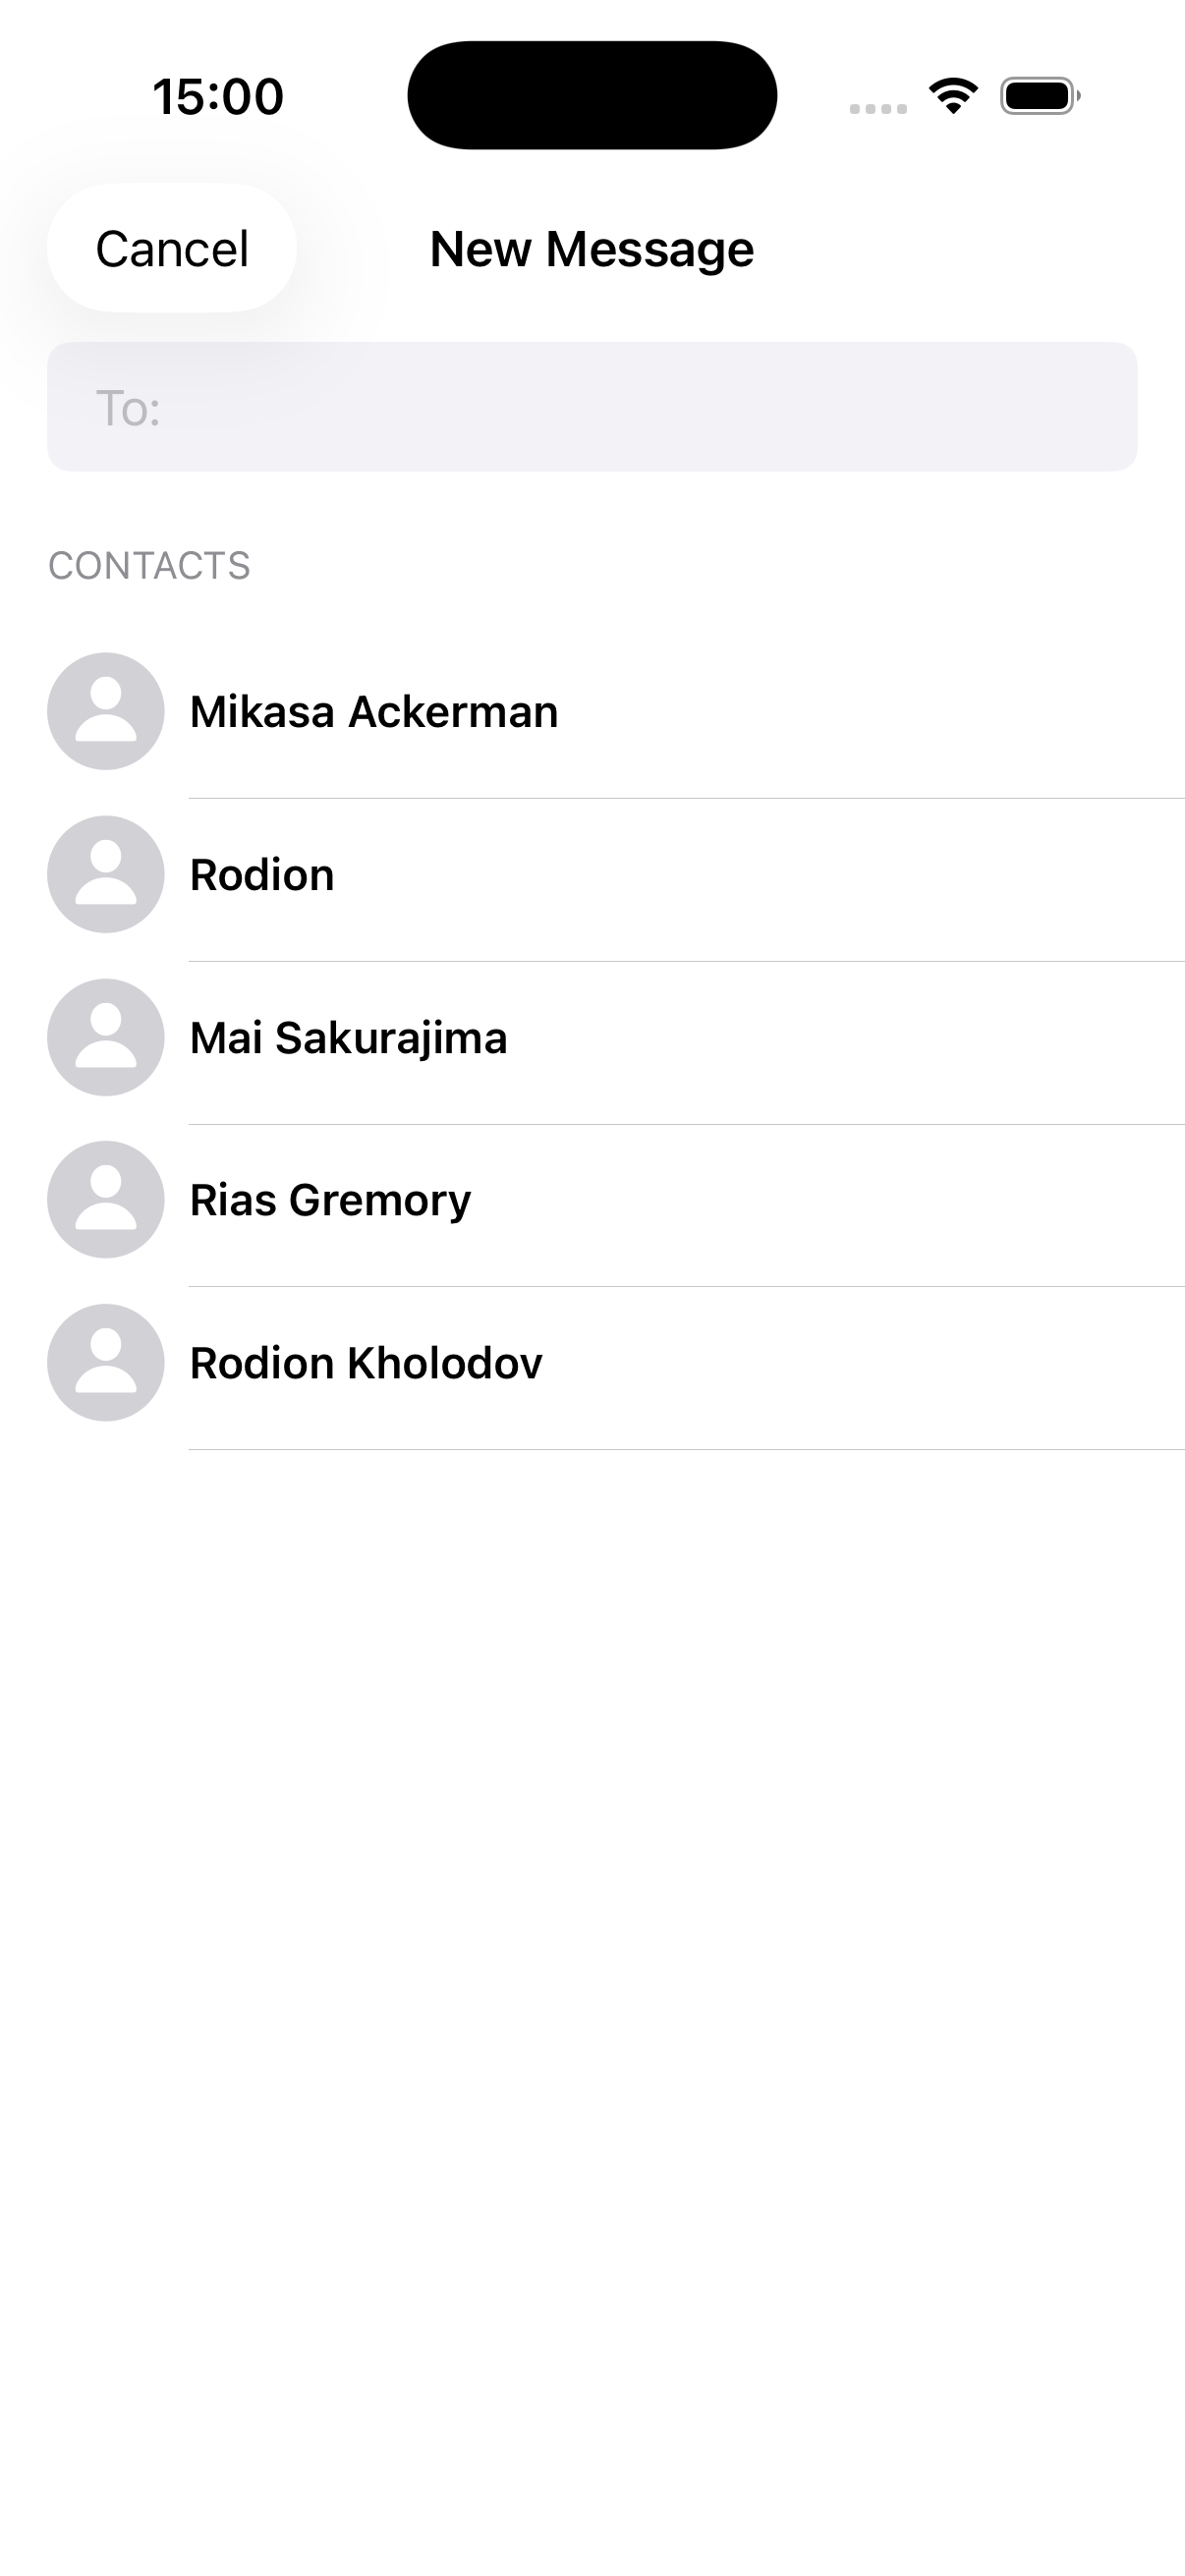 15:00
Cancel
New Message
To:
CONTACTS
Mikasa Ackerman
Rodion
Mai Sakurajima
Rias Gremory
Rodion Kholodov